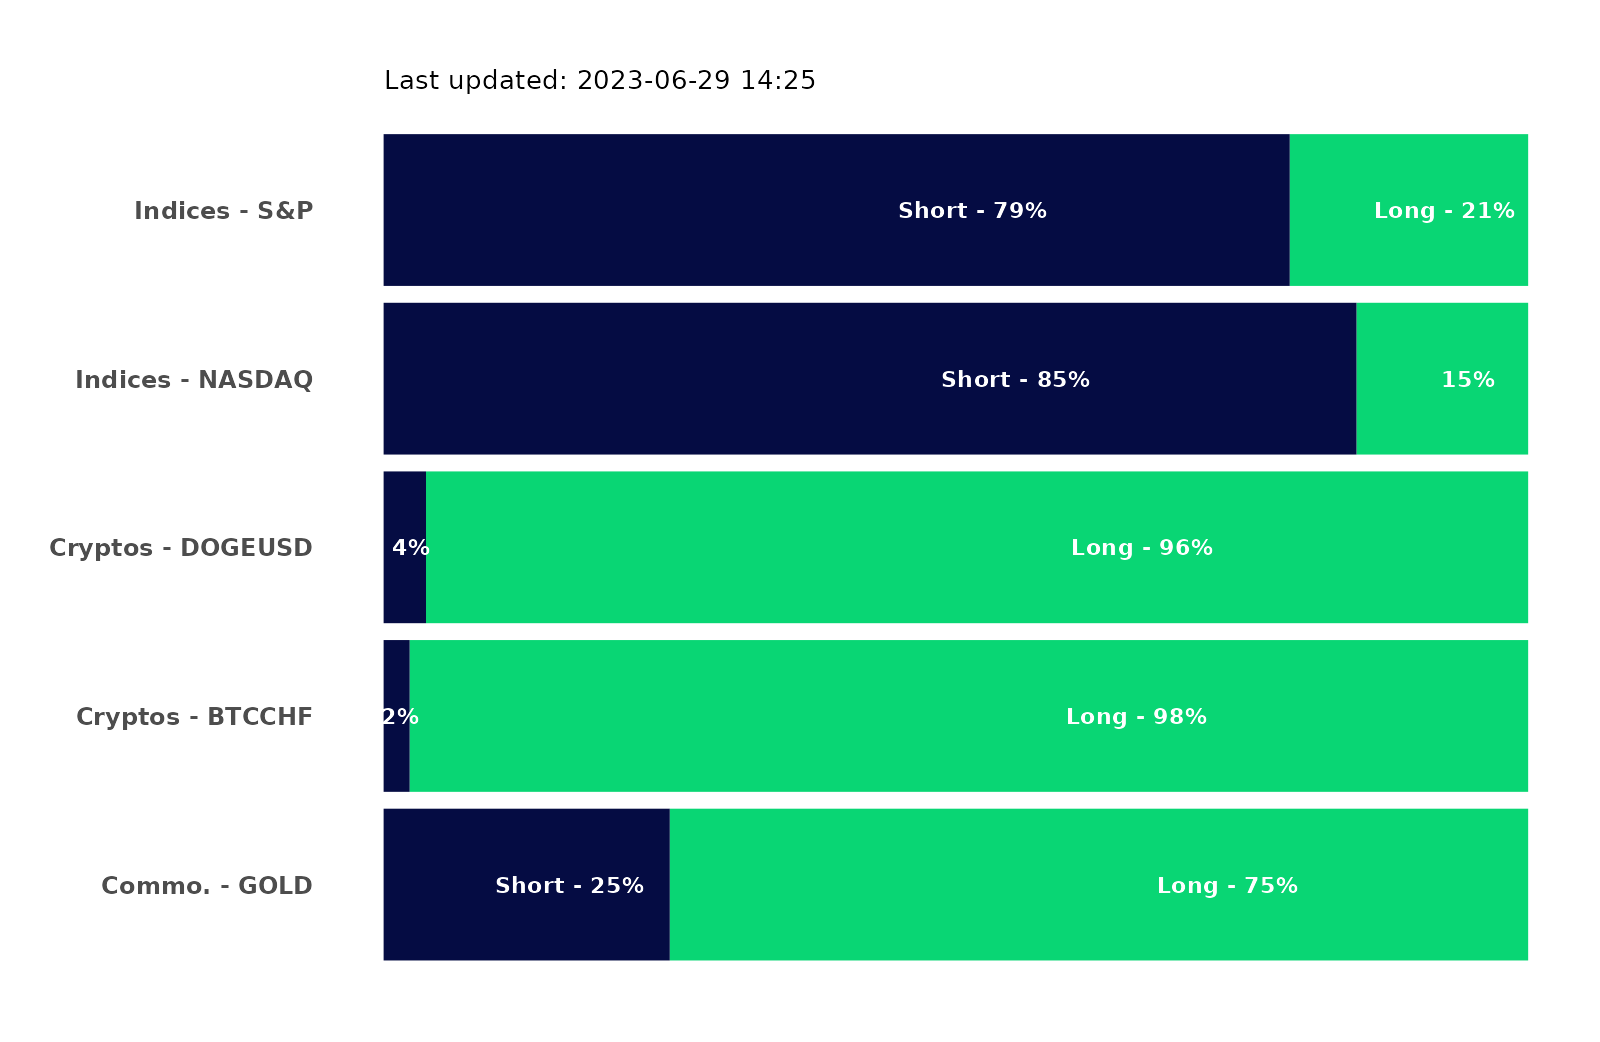 Last updated: 2023-06-29 14:25
Indices - S&P Short - 79% Long - 21%
Indices - NASDAQ Short - 85% 15%
Cryptos - DOGEUSD 4% Long - 96%
Cryptos - BTCCHF 2% Long - 98%
Commo. - GOLD Short - 25% Long - 75%